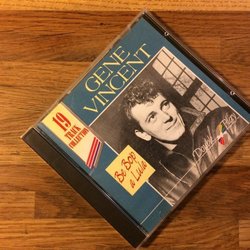 GENE
VINCENT
19
TRACK
COLLECTION
Be Bop
a Lula